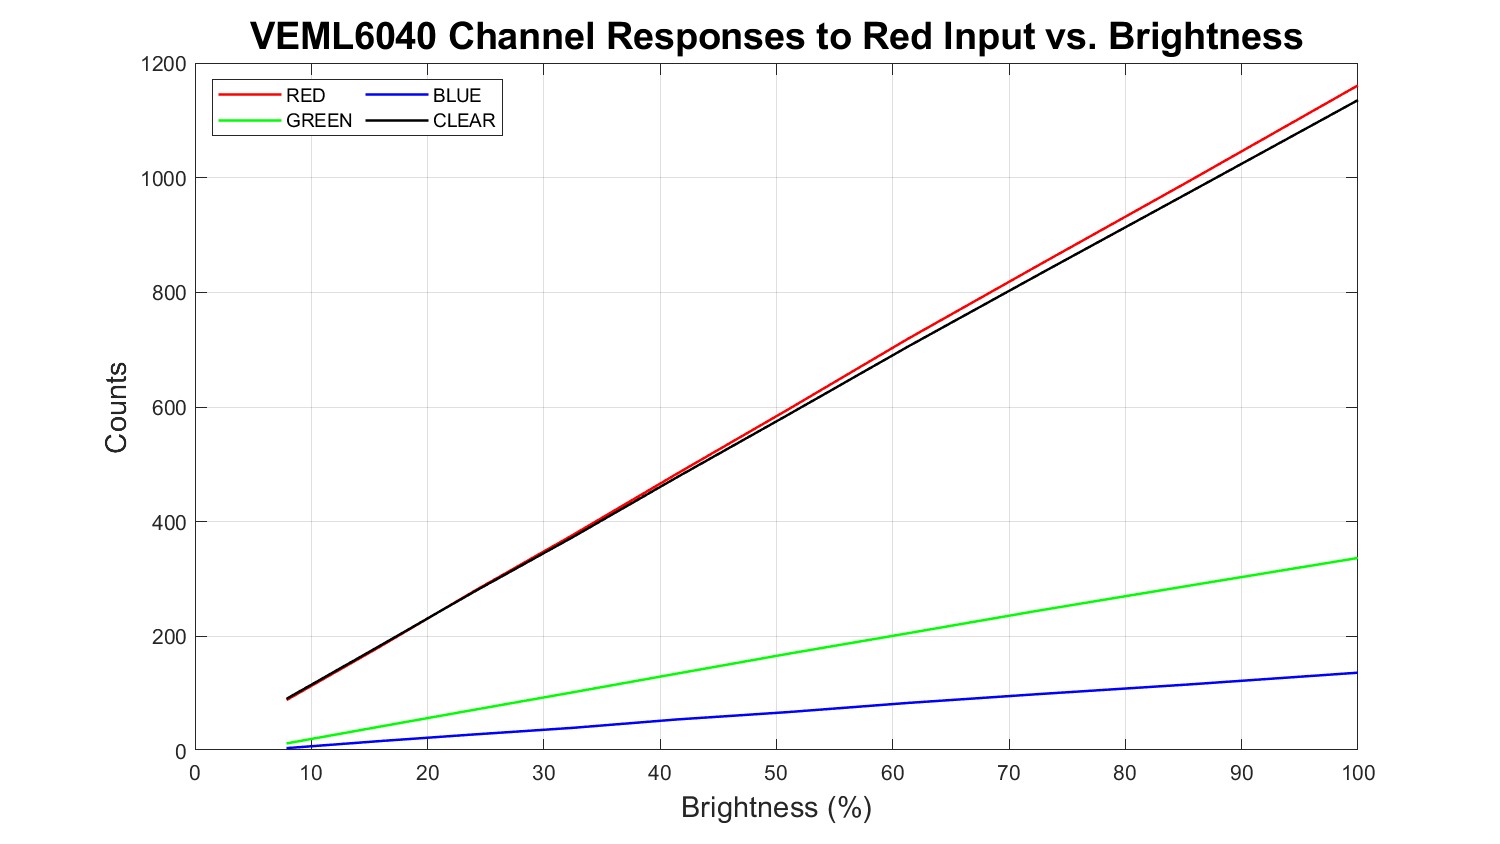 VEML6040 Channel Responses to Red Input vs. Brightness
1200
1000
800
600
400
200
0
RED BLUE
GREEN CLEAR
Counts
0 10 20 30 40 50 60 70 80 90 100
Brightness (%)